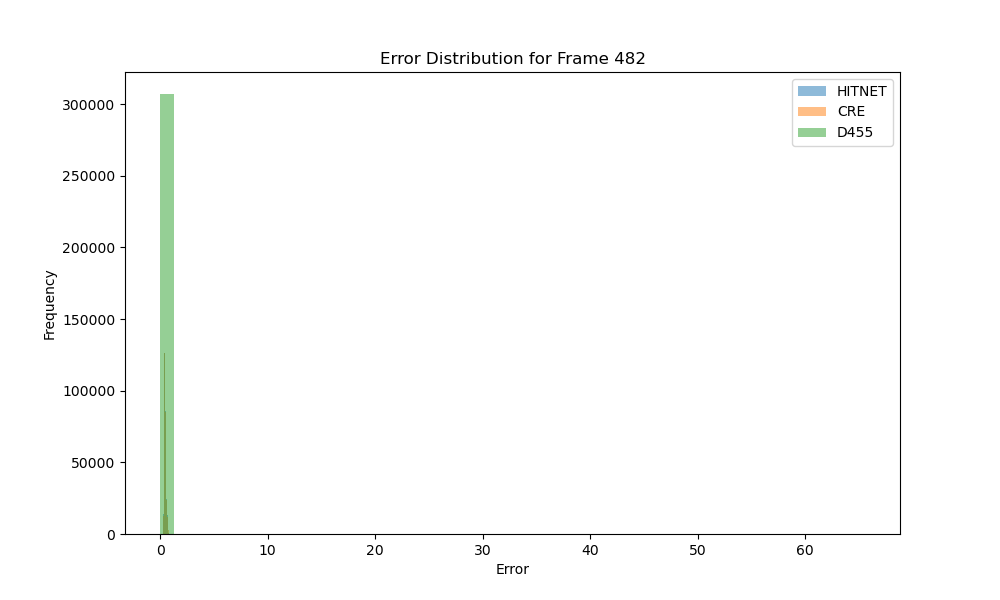 Error Distribution for Frame 482
HITNET
CRE
D455
300000
250000
200000
150000
100000
50000
0
Frequency
0 10 20 30 40 50 60
Error